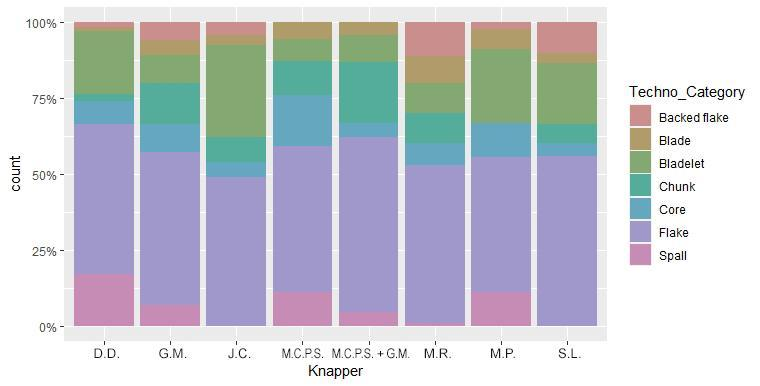 100%
75%
50%
25%
0%
count
D.D.
G.M.
J.C.
M.C.P.S.
M.C.P.S. + G.M.
M.R.
M.P.
S.L.
Knapper
Techno_Category
Backed flake
Blade
Bladelet
Chunk
Core
Flake
Spall